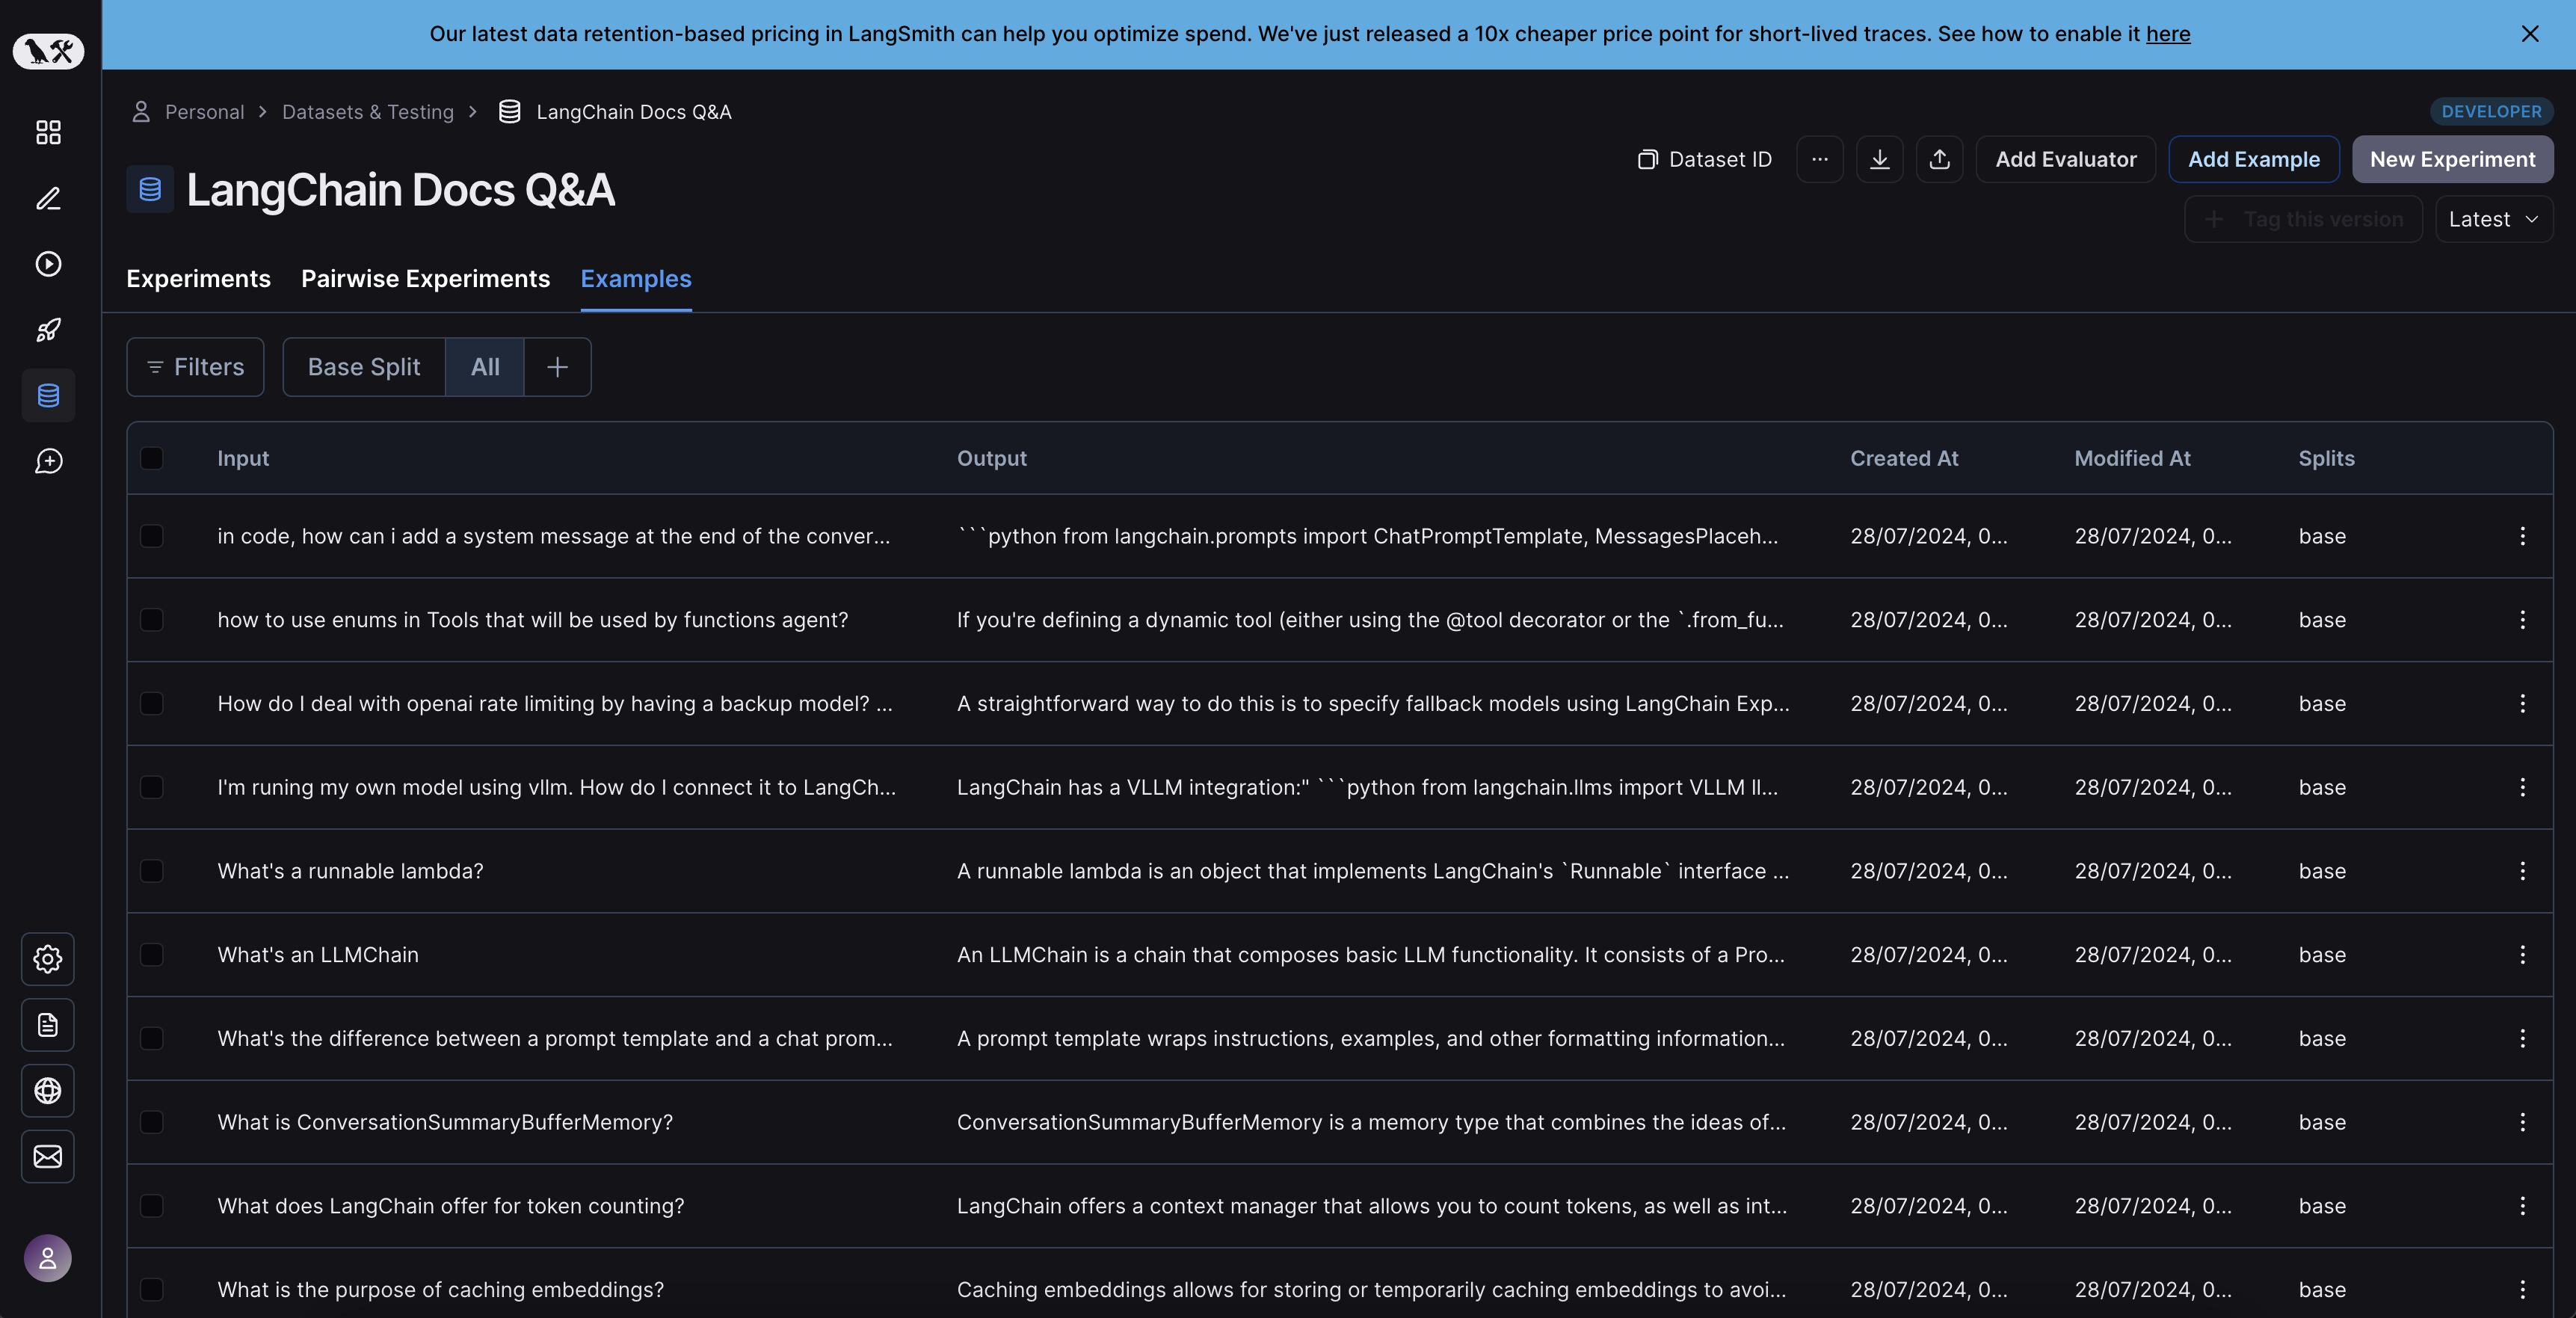 Our latest data retention-based pricing in LangSmith can help you optimize spend. We've just released a 10x cheaper price point for short-lived traces. See how to enable it here
Personal > Datasets & Testing > LangChain Docs Q&A
DEVELOPER
LangChain Docs Q&A
Dataset ID ... Add Evaluator Add Example New Experiment
+ Tag this version Latest
Experiments Pairwise Experiments Examples
Filters Base Split All +
Input Output Created At Modified At Splits
in code, how can i add a system message at the end of the conver... ```python from langchain.prompts import ChatPromptTemplate, MessagesPlaceh... 28/07/2024, 0... 28/07/2024, 0... base
how to use enums in Tools that will be used by functions agent? If you're defining a dynamic tool (either using the @tool decorator or the `.from_fu... 28/07/2024, 0... 28/07/2024, 0... base
How do I deal with openai rate limiting by having a backup model? ... A straightforward way to do this is to specify fallback models using LangChain Exp... 28/07/2024, 0... 28/07/2024, 0... base
I'm runing my own model using vllm. How do I connect it to LangCh... LangChain has a VLLM integration:" ```python from langchain.llms import VLLM ll... 28/07/2024, 0... 28/07/2024, 0... base
What's a runnable lambda? A runnable lambda is an object that implements LangChain's `Runnable` interface ... 28/07/2024, 0... 28/07/2024, 0... base
What's an LLMChain An LLMChain is a chain that composes basic LLM functionality. It consists of a Pro... 28/07/2024, 0... 28/07/2024, 0... base
What's the difference between a prompt template and a chat prom... A prompt template wraps instructions, examples, and other formatting information... 28/07/2024, 0... 28/07/2024, 0... base
What is ConversationSummaryBufferMemory? ConversationSummaryBufferMemory is a memory type that combines the ideas of... 28/07/2024, 0... 28/07/2024, 0... base
What does LangChain offer for token counting? LangChain offers a context manager that allows you to count tokens, as well as int... 28/07/2024, 0... 28/07/2024, 0... base
What is the purpose of caching embeddings? Caching embeddings allows for storing or temporarily caching embeddings to avoi... 28/07/2024, 0... 28/07/2024, 0... base